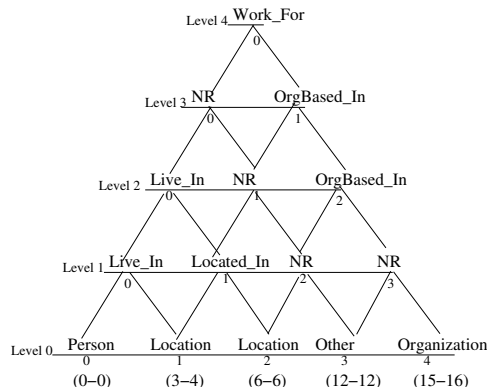 Level 4 Work_For
0
Level 3 NR OrgBased_In
0 1
Level 2 Live_In NR OrgBased_In
0 1 2
Level 1 Live_In Located_In NR NR
0 1 2 3
Level 0 Person Location Location Other Organization
0 1 2 3 4
(0−0) (3−4) (6−6) (12−12) (15−16)